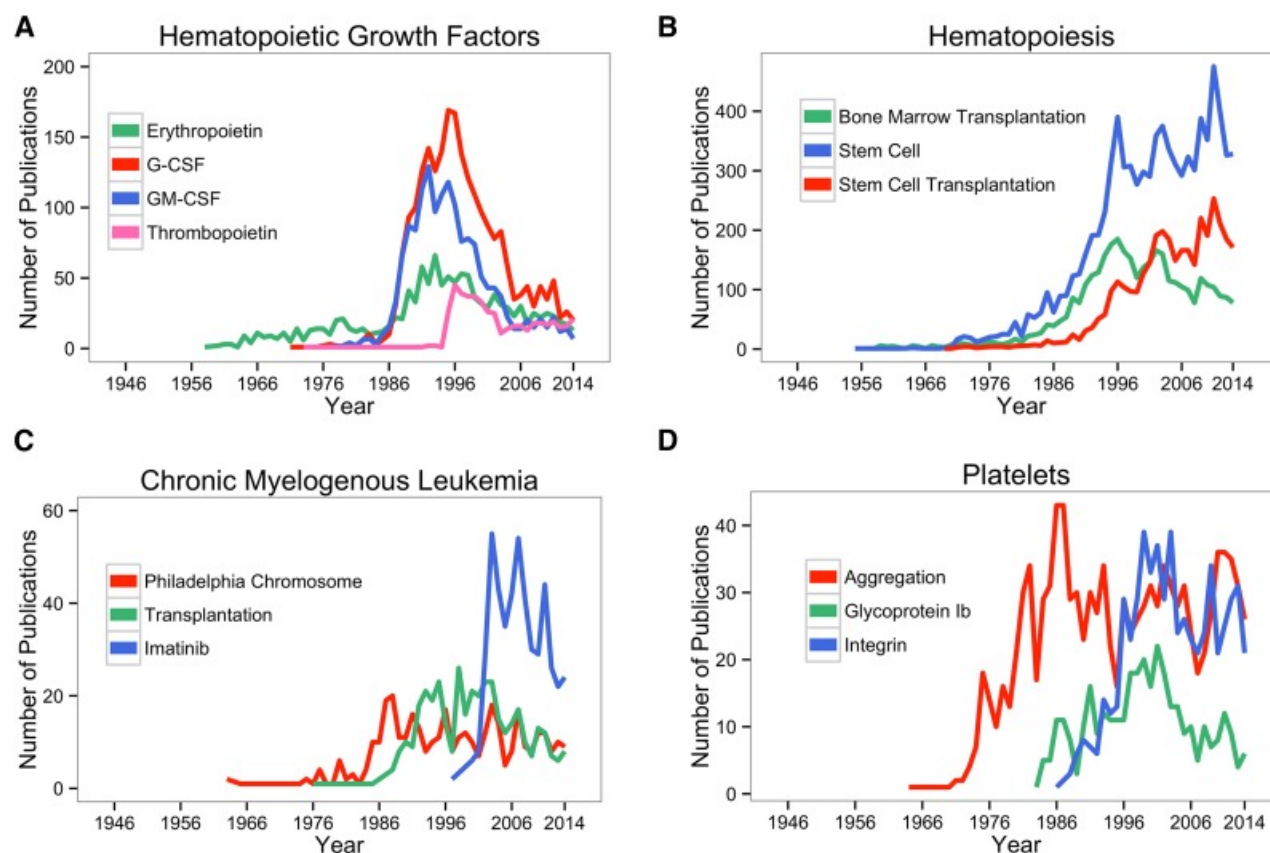 A
Hematopoietic Growth Factors
Number of Publications
200
150
100
50
0
Erythropoietin
G-CSF
GM-CSF
Thrombopoietin
1946 1956 1966 1976 1986 1996 2006 2014
Year
B
Hematopoiesis
Number of Publications
400
300
200
100
0
Bone Marrow Transplantation
Stem Cell
Stem Cell Transplantation
1946 1956 1966 1976 1986 1996 2006 2014
Year
C
Chronic Myelogenous Leukemia
Number of Publications
60
40
20
0
Philadelphia Chromosome
Transplantation
Imatinib
1946 1956 1966 1976 1986 1996 2006 2014
Year
D
Platelets
Number of Publications
40
30
20
10
0
Aggregation
Glycoprotein Ib
Integrin
1946 1956 1966 1976 1986 1996 2006 2014
Year